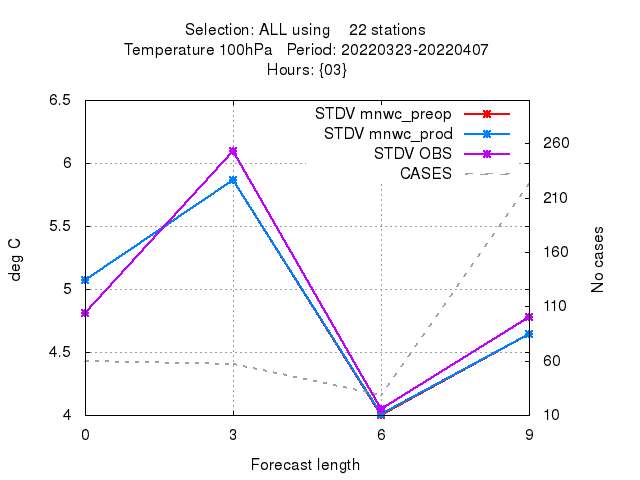 Selection: ALL using    22 stations
Temperature 100hPa   Period: 20220323-20220407
Hours: {03}
6.5
6
5.5
5
4.5
4
deg C
STDV mnwc_preop
STDV mnwc_prod
STDV OBS
CASES
260
210
160
110
60
10
No cases
0 3 6 9
Forecast length